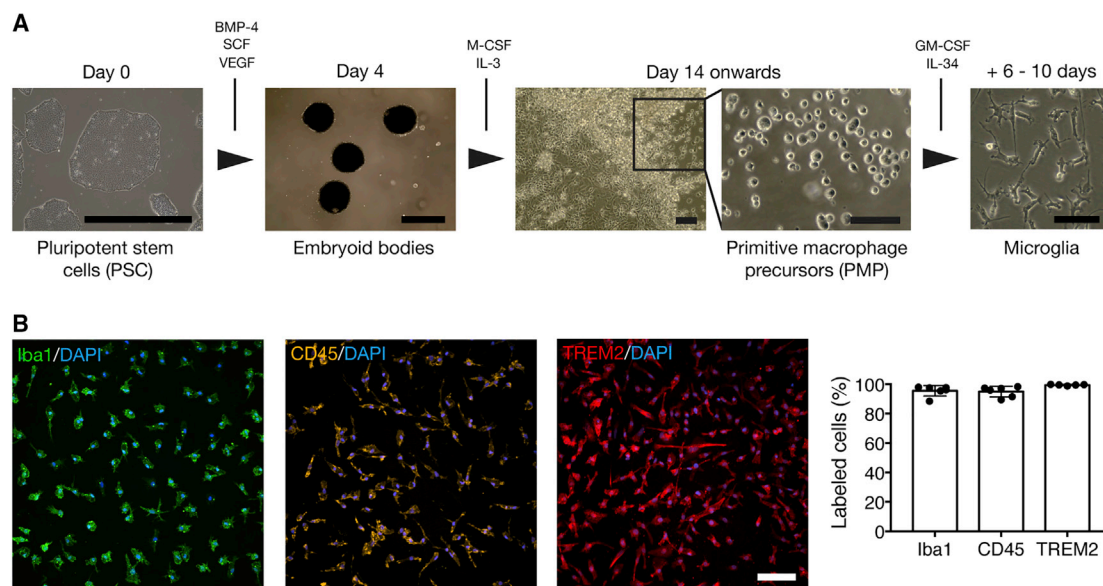 A
BMP-4
SCF
VEGF
M-CSF
IL-3
GM-CSF
IL-34
Day 0
Day 4
Day 14 onwards
+ 6 - 10 days
Pluripotent stem
cells (PSC)
Embryoid bodies
Primitive macrophage
precursors (PMP)
Microglia
B
Iba1/DAPI
CD45/DAPI
TREM2/DAPI
Labeled cells (%)
100
80
60
40
20
0
Iba1
CD45
TREM2